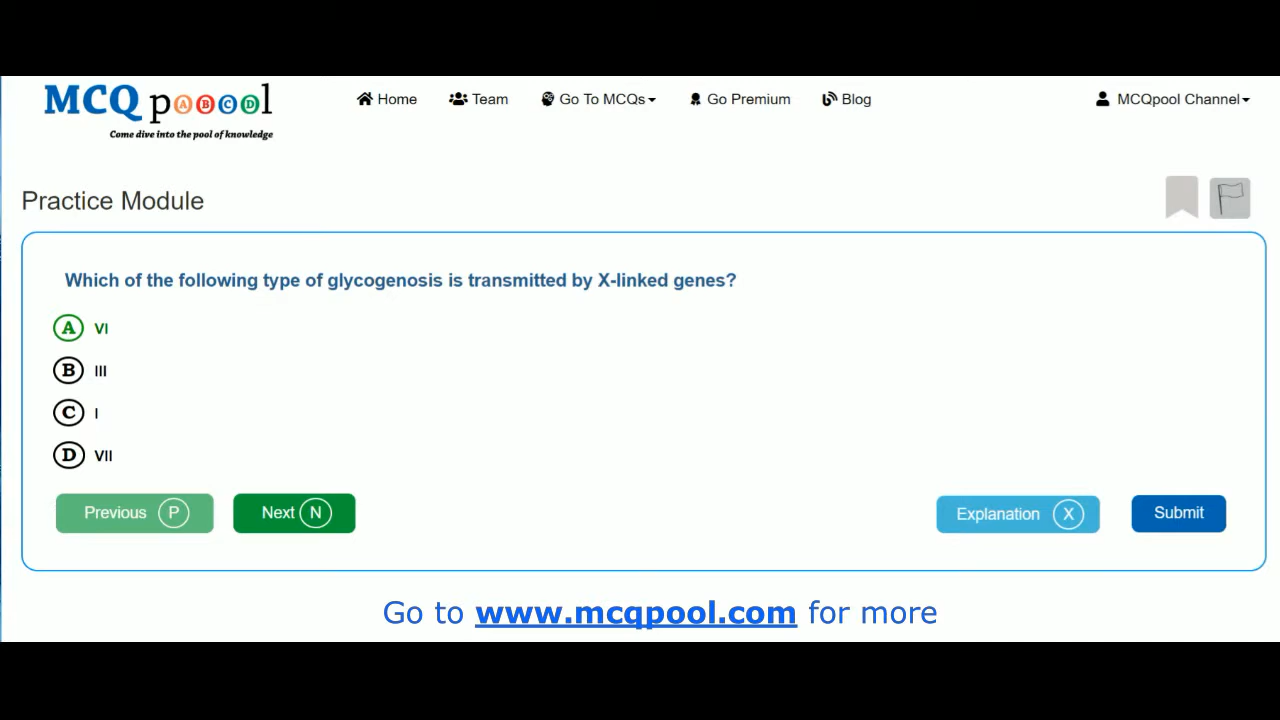 MCQ pABCDl
Come dive into the pool of knowledge
Home Team Go To MCQs Go Premium Blog MCQpool Channel
Practice Module
Which of the following type of glycogenosis is transmitted by X-linked genes?
A VI
B III
C I
D VII
Previous P Next N Explanation X Submit
Go to www.mcqpool.com for more